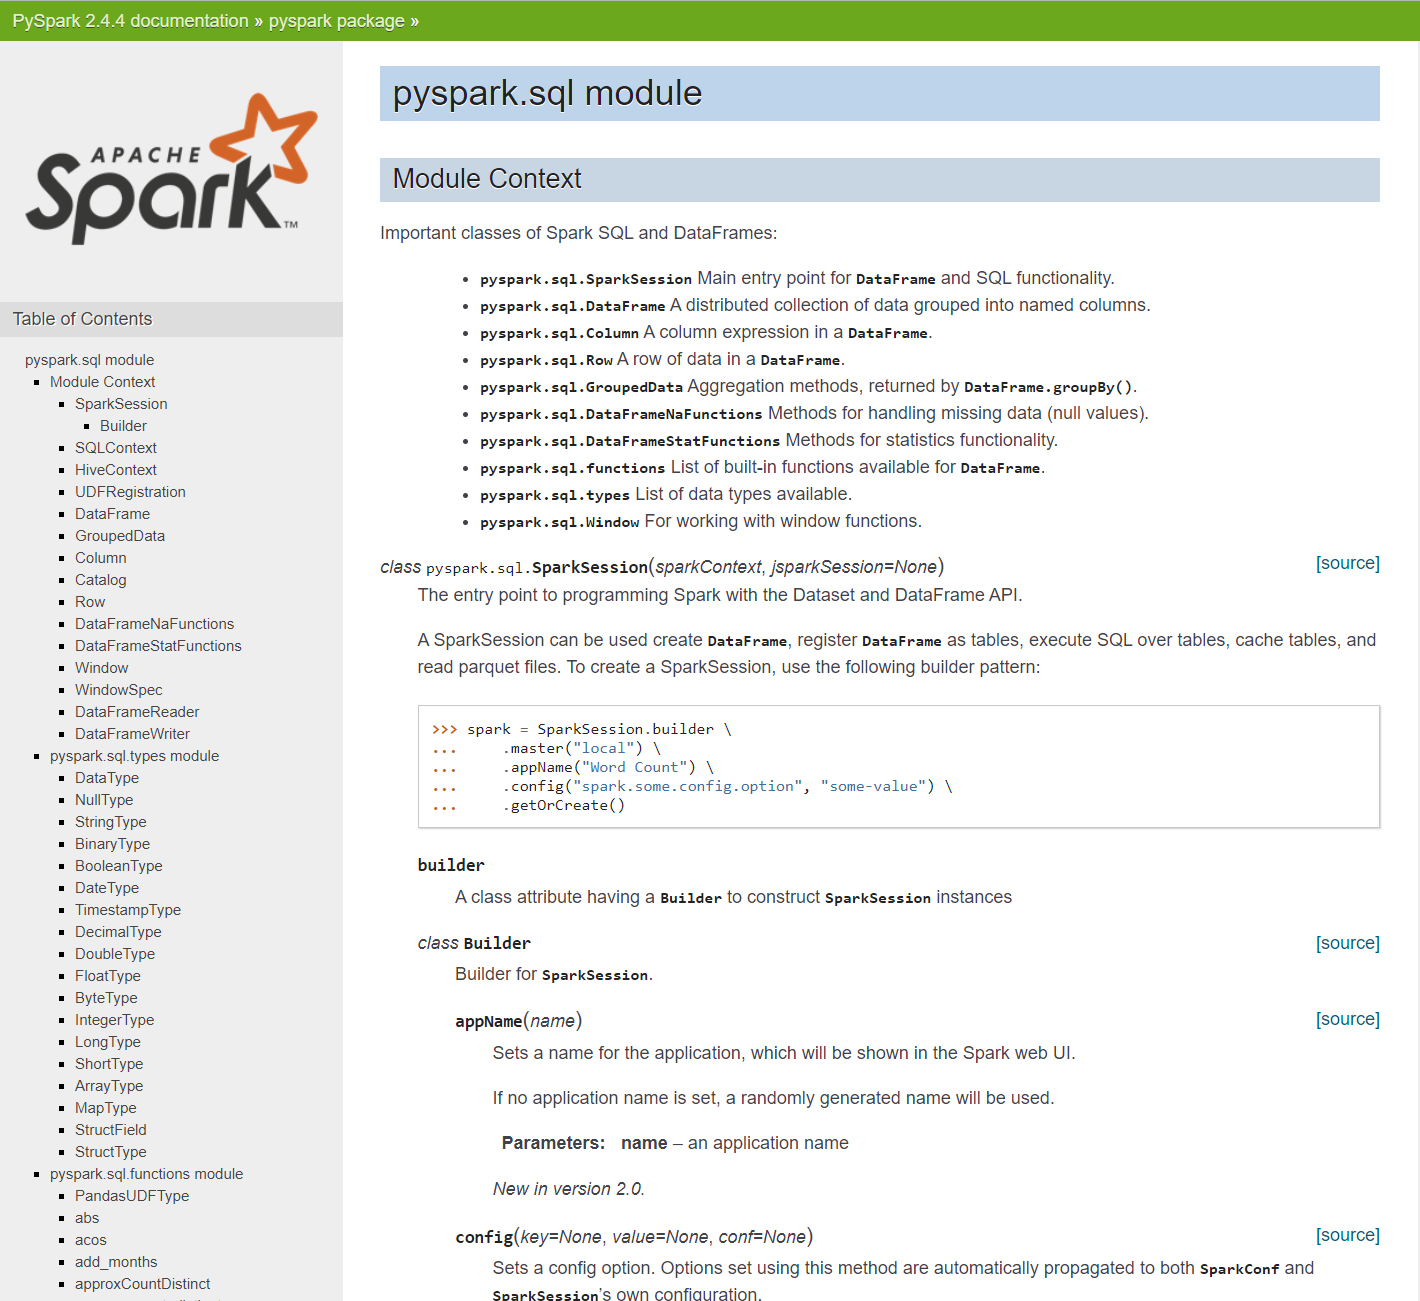 PySpark 2.4.4 documentation » pyspark package »
APACHE
Spark™
Table of Contents
pyspark.sql module
Module Context
SparkSession
Builder
SQLContext
HiveContext
UDFRegistration
DataFrame
GroupedData
Column
Catalog
Row
DataFrameNaFunctions
DataFrameStatFunctions
Window
WindowSpec
DataFrameReader
DataFrameWriter
pyspark.sql.types module
DataType
NullType
StringType
BinaryType
BooleanType
DateType
TimestampType
DecimalType
DoubleType
FloatType
ByteType
IntegerType
LongType
ShortType
ArrayType
MapType
StructField
StructType
pyspark.sql.functions module
PandasUDFType
abs
acos
add_months
approxCountDistinct
pyspark.sql module
Module Context
Important classes of Spark SQL and DataFrames:
• pyspark.sql.SparkSession Main entry point for DataFrame and SQL functionality.
• pyspark.sql.DataFrame A distributed collection of data grouped into named columns.
• pyspark.sql.Column A column expression in a DataFrame.
• pyspark.sql.Row A row of data in a DataFrame.
• pyspark.sql.GroupedData Aggregation methods, returned by DataFrame.groupBy().
• pyspark.sql.DataFrameNaFunctions Methods for handling missing data (null values).
• pyspark.sql.DataFrameStatFunctions Methods for statistics functionality.
• pyspark.sql.functions List of built-in functions available for DataFrame.
• pyspark.sql.types List of data types available.
• pyspark.sql.Window For working with window functions.
class pyspark.sql.SparkSession(sparkContext, jsparkSession=None) [source]
The entry point to programming Spark with the Dataset and DataFrame API.
A SparkSession can be used create DataFrame, register DataFrame as tables, execute SQL over tables, cache tables, and
read parquet files. To create a SparkSession, use the following builder pattern:
>>> spark = SparkSession.builder \
...     .master("local") \
...     .appName("Word Count") \
...     .config("spark.some.config.option", "some-value") \
...     .getOrCreate()
builder
A class attribute having a Builder to construct SparkSession instances
class Builder [source]
Builder for SparkSession.
appName(name) [source]
Sets a name for the application, which will be shown in the Spark web UI.
If no application name is set, a randomly generated name will be used.
Parameters: name – an application name
New in version 2.0.
config(key=None, value=None, conf=None) [source]
Sets a config option. Options set using this method are automatically propagated to both SparkConf and
SparkSession's own configuration.